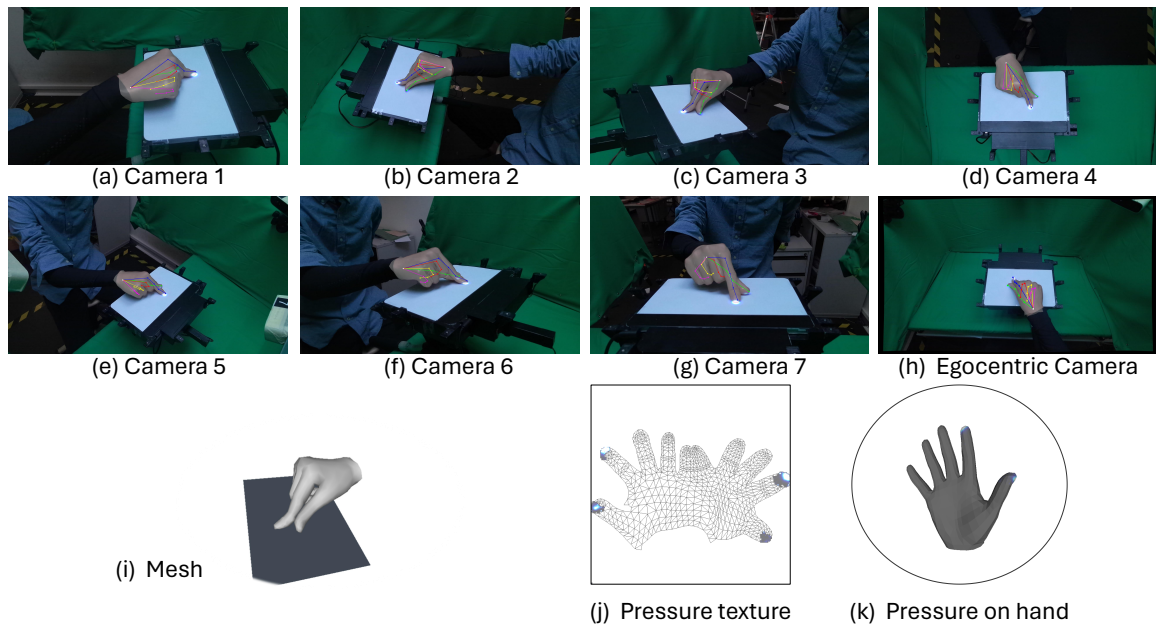 (a) Camera 1
(b) Camera 2
(c) Camera 3
(d) Camera 4
(e) Camera 5
(f) Camera 6
(g) Camera 7
(h) Egocentric Camera
(i) Mesh
(j) Pressure texture
(k) Pressure on hand